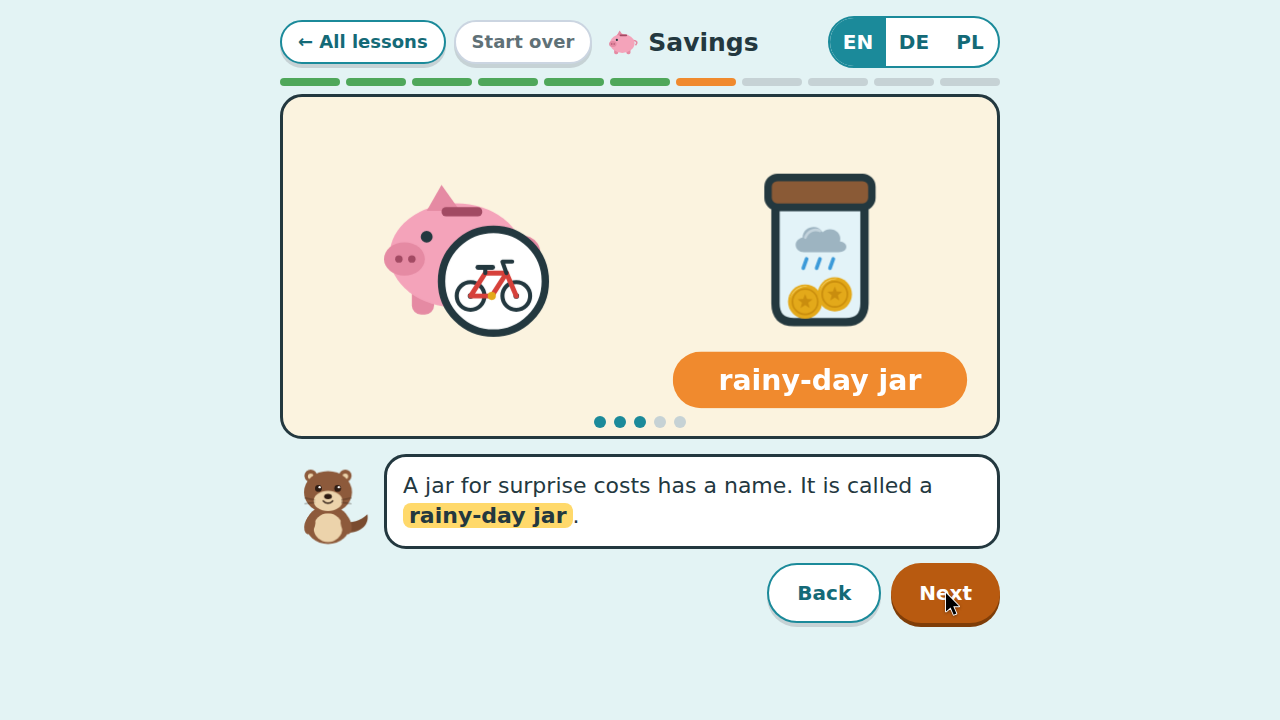 ← All lessons
Start over
Savings
EN DE PL
rainy-day jar
A jar for surprise costs has a name. It is called a
rainy-day jar.
Back
Next